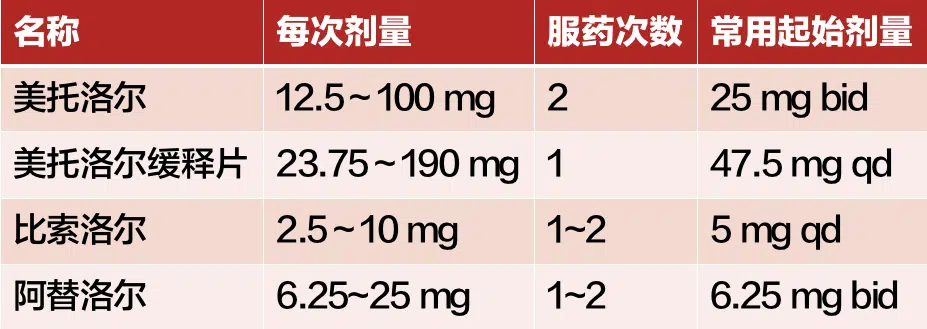 名称 每次剂量 服药次数 常用起始剂量
美托洛尔 12.5~100 mg 2 25 mg bid
美托洛尔缓释片 23.75~190 mg 1 47.5 mg qd
比索洛尔 2.5~10 mg 1~2 5 mg qd
阿替洛尔 6.25~25 mg 1~2 6.25 mg bid